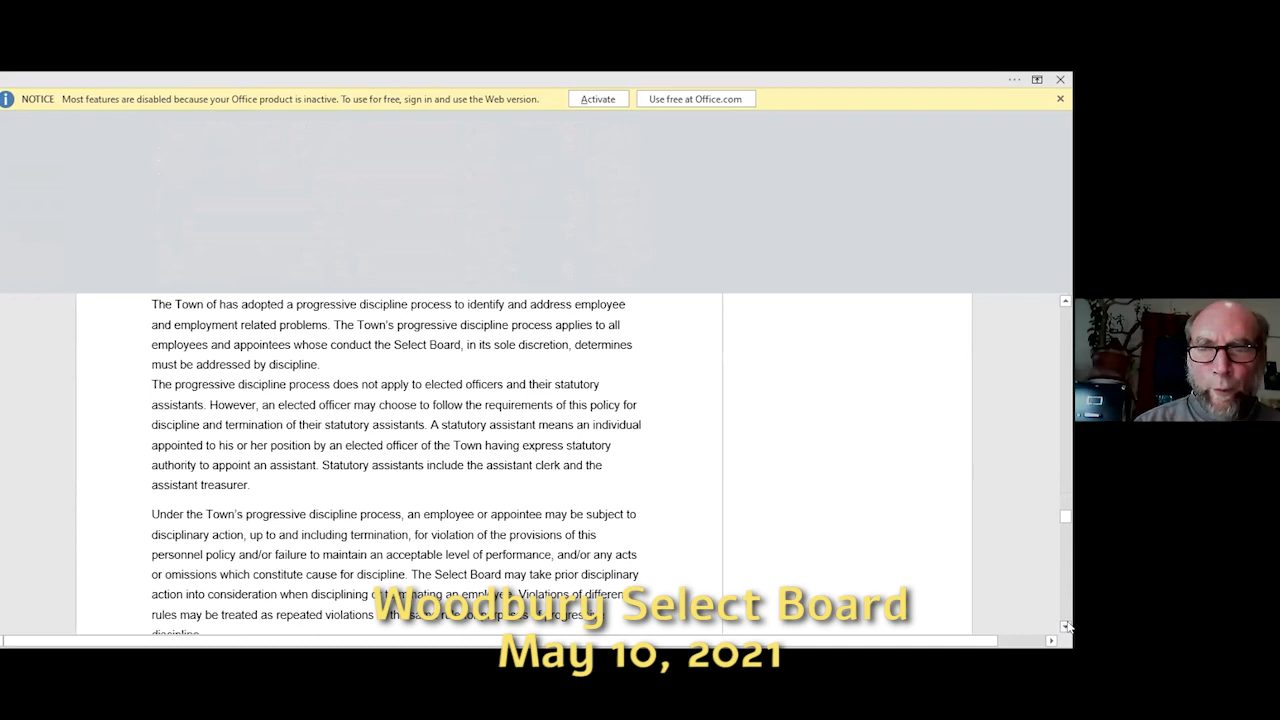 NOTICE Most features are disabled because your Office product is inactive. To use for free, sign in and use the Web version. Activate Use free at Office.com
The Town of has adopted a progressive discipline process to identify and address employee
and employment related problems. The Town's progressive discipline process applies to all
employees and appointees whose conduct the Select Board, in its sole discretion, determines
must be addressed by discipline.
The progressive discipline process does not apply to elected officers and their statutory
assistants. However, an elected officer may choose to follow the requirements of this policy for
discipline and termination of their statutory assistants. A statutory assistant means an individual
appointed to his or her position by an elected officer of the Town having express statutory
authority to appoint an assistant. Statutory assistants include the assistant clerk and the
assistant treasurer.
Under the Town's progressive discipline process, an employee or appointee may be subject to
disciplinary action, up to and including termination, for violation of the provisions of this
personnel policy and/or failure to maintain an acceptable level of performance, and/or any acts
or omissions which constitute cause for discipline. The Select Board may take prior disciplinary
action into consideration when disciplining or terminating an employee. Violations of different
rules may be treated as repeated violations
discipline.
Woodbury Select Board
May 10, 2021